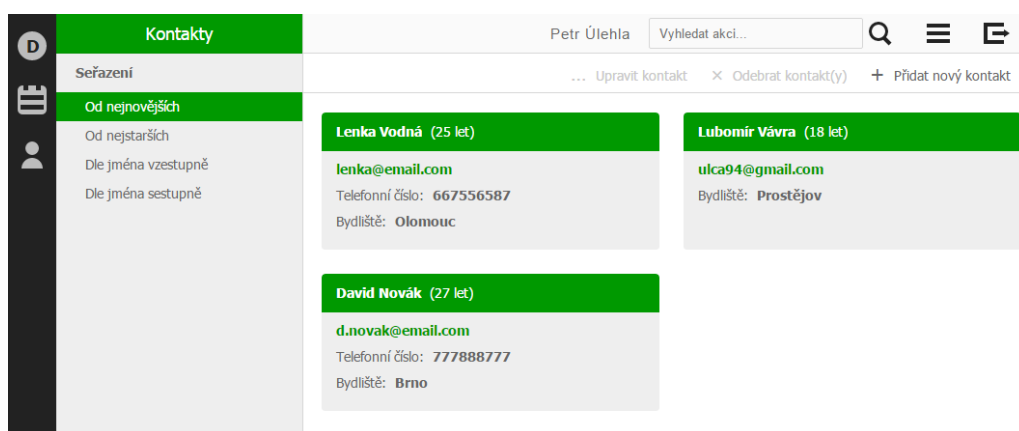 D
Kontakty
Petr Úlehla
Vyhledat akci...
Seřazení
... Upravit kontakt
× Odebrat kontakt(y)
+ Přidat nový kontakt
Od nejnovějších
Od nejstarších
Dle jména vzestupně
Dle jména sestupně
Lenka Vodná (25 let)
lenka@email.com
Telefonní číslo: 667556587
Bydliště: Olomouc
Lubomír Vávra (18 let)
ulca94@gmail.com
Bydliště: Prostějov
David Novák (27 let)
d.novak@email.com
Telefonní číslo: 777888777
Bydliště: Brno